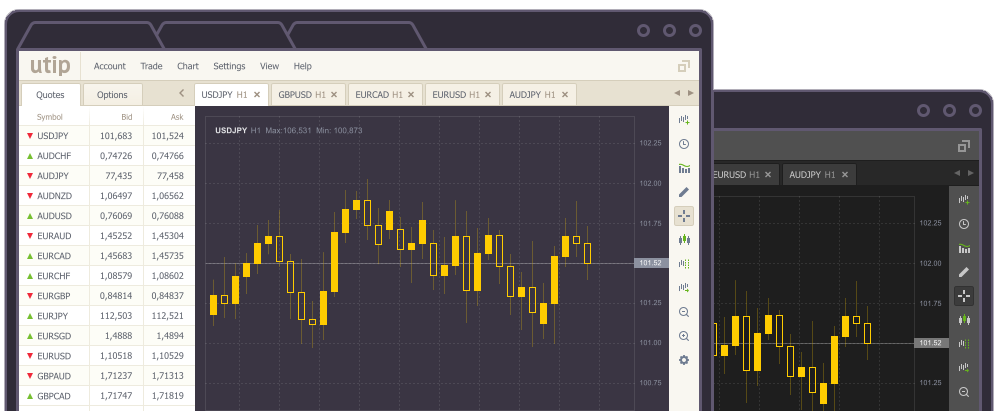 utip
Account Trade Chart Settings View Help
Quotes Options
USDJPY H1 GBPUSD H1 EURCAD H1 EURUSD H1 AUDJPY H1
Symbol Bid Ask
USDJPY 101,683 101,524
AUDCHF 0,74726 0,74766
AUDJPY 77,435 77,458
AUDNZD 1,06497 1,06562
AUDUSD 0,76069 0,76088
EURAUD 1,45252 1,45304
EURCAD 1,45683 1,45735
EURCHF 1,08579 1,08602
EURGBP 0,84814 0,84837
EURJPY 112,503 112,521
EURSGD 1,4888 1,4894
EURUSD 1,10518 1,10529
GBPAUD 1,71237 1,71313
GBPCAD 1,71747 1,71819
USDJPY H1 Max:106,531 Min: 100,873
102.25
102.00
101.75
101.52
101.25
101.00
100.75
EURUSD H1 AUDJPY H1
102.25
102.00
101.75
101.52
101.25